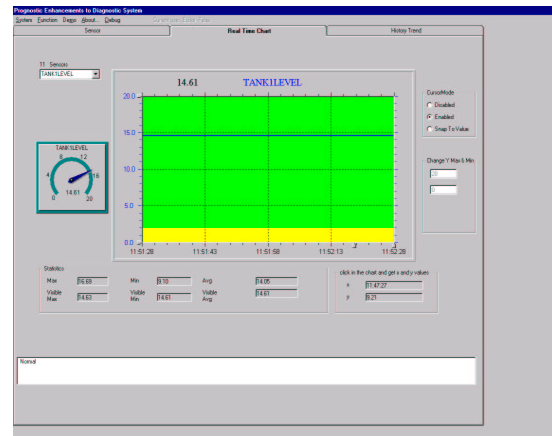 Prognostic Enhancements to Diagnostic System
System Function Demo About... Debug
Sensor Real Time Chart History Trend
11 Sensors
TANK1LEVEL
14.61 TANK1LEVEL
20.0
15.0
10.0
5.0
0.0
11:51:28 11:51:43 11:51:58 11:52:13 11:52:28
TANK1LEVEL
0 4 8 12 16 20
14.61
CursorMode
Disabled
Enabled
Snap To Value
Change Y Max & Min
20
0
Statistics
Max 16.69 Min 9.10 Avg 14.05
Visible Max 14.63 Visible Min 14.61 Visible Avg 14.61
click in the chart and get x and y values
x 11:47:27
y 9.21
Normal